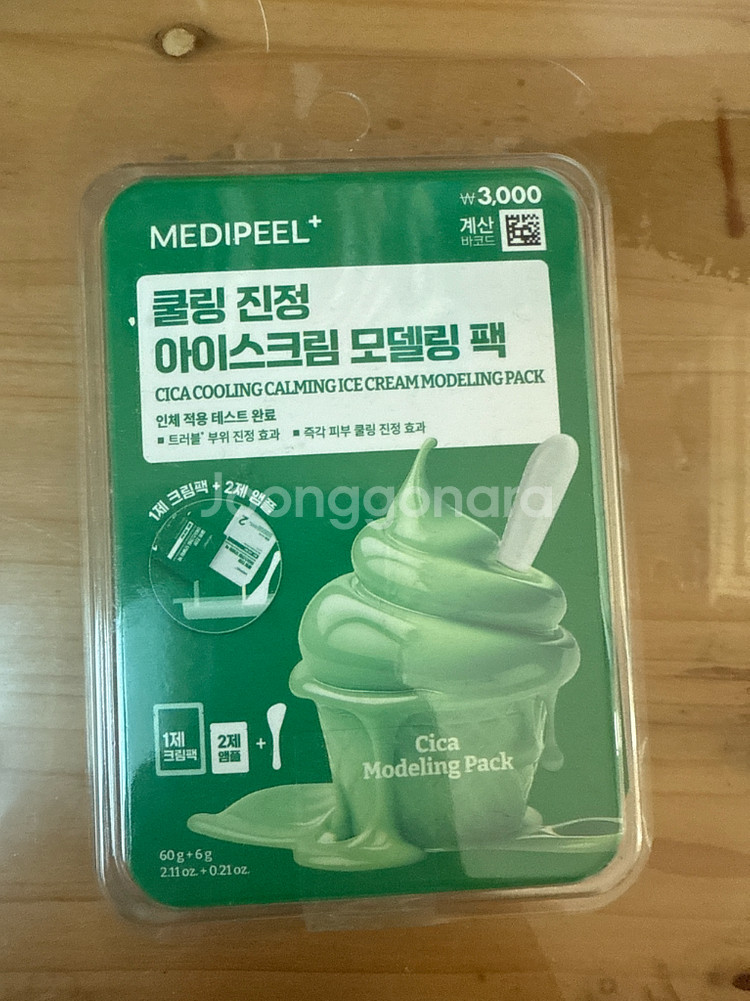 MEDIPEEL+
₩3,000
계산
바코드
쿨링 진정
아이스크림 모델링 팩
CICA COOLING CALMING ICE CREAM MODELING PACK
인체 적용 테스트 완료
■ 트러블* 부위 진정 효과 ■ 즉각 피부 쿨링 진정 효과
Joonggonara
1제 크림팩 + 2제 앰플
2
1제
크림팩
2제
앰플
+
Cica
Modeling Pack
60 g + 6 g
2.11 oz. + 0.21 oz.